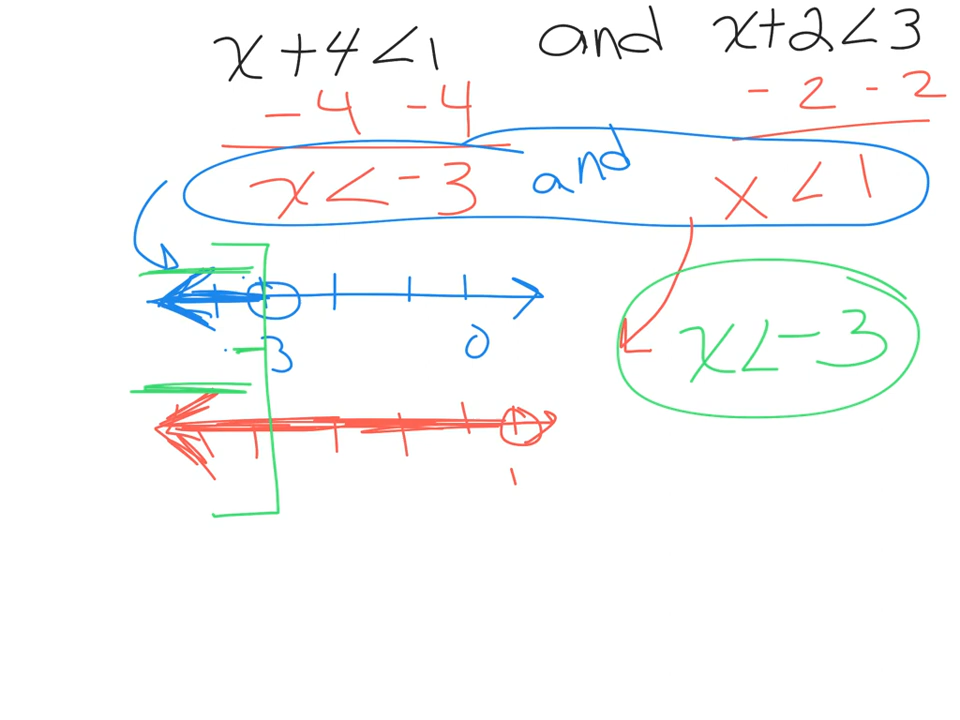 x+4<1 and x+2<3
-4 -4 -2 -2
x<-3 and x<1
-3 0
x<-3
1